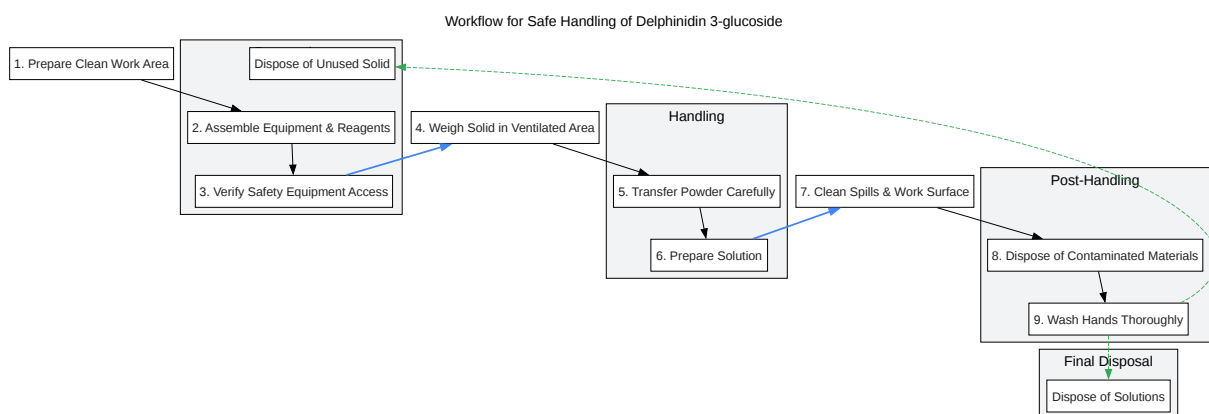 Workflow for Safe Handling of Delphinidin 3-glucoside
1. Prepare Clean Work Area
Dispose of Unused Solid
2. Assemble Equipment & Reagents
3. Verify Safety Equipment Access
4. Weigh Solid in Ventilated Area
Handling
5. Transfer Powder Carefully
6. Prepare Solution
7. Clean Spills & Work Surface
Post-Handling
8. Dispose of Contaminated Materials
9. Wash Hands Thoroughly
Final Disposal
Dispose of Solutions